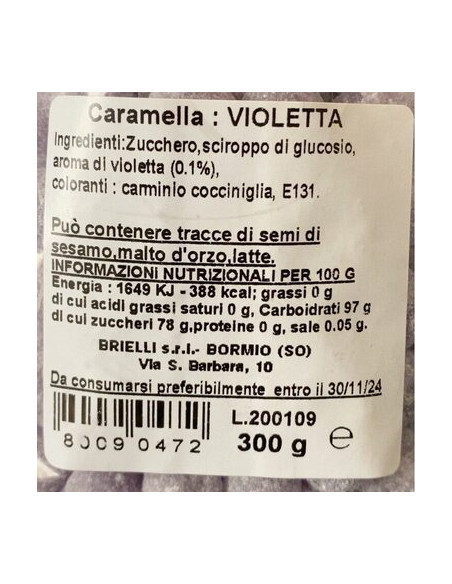 Caramella : VIOLETTA
Ingredienti:Zucchero,sciroppo di glucosio,
aroma di violetta (0.1%),
coloranti : carminio cocciniglia, E131.
Può contenere tracce di semi di
sesamo,malto d'orzo,latte.
INFORMAZIONI NUTRIZIONALI PER 100 G
Energia : 1649 KJ - 388 kcal; grassi 0 g
di cui acidi grassi saturi 0 g, Carboidrati 97 g
di cui zuccheri 78 g,proteine 0 g, sale 0.05 g.
BRIELLI s.r.l.- BORMIO (SO)
Via S. Barbara, 10
Da consumarsi preferibilmente entro il 30/11/24
L.200109
8009 0472 300 g e